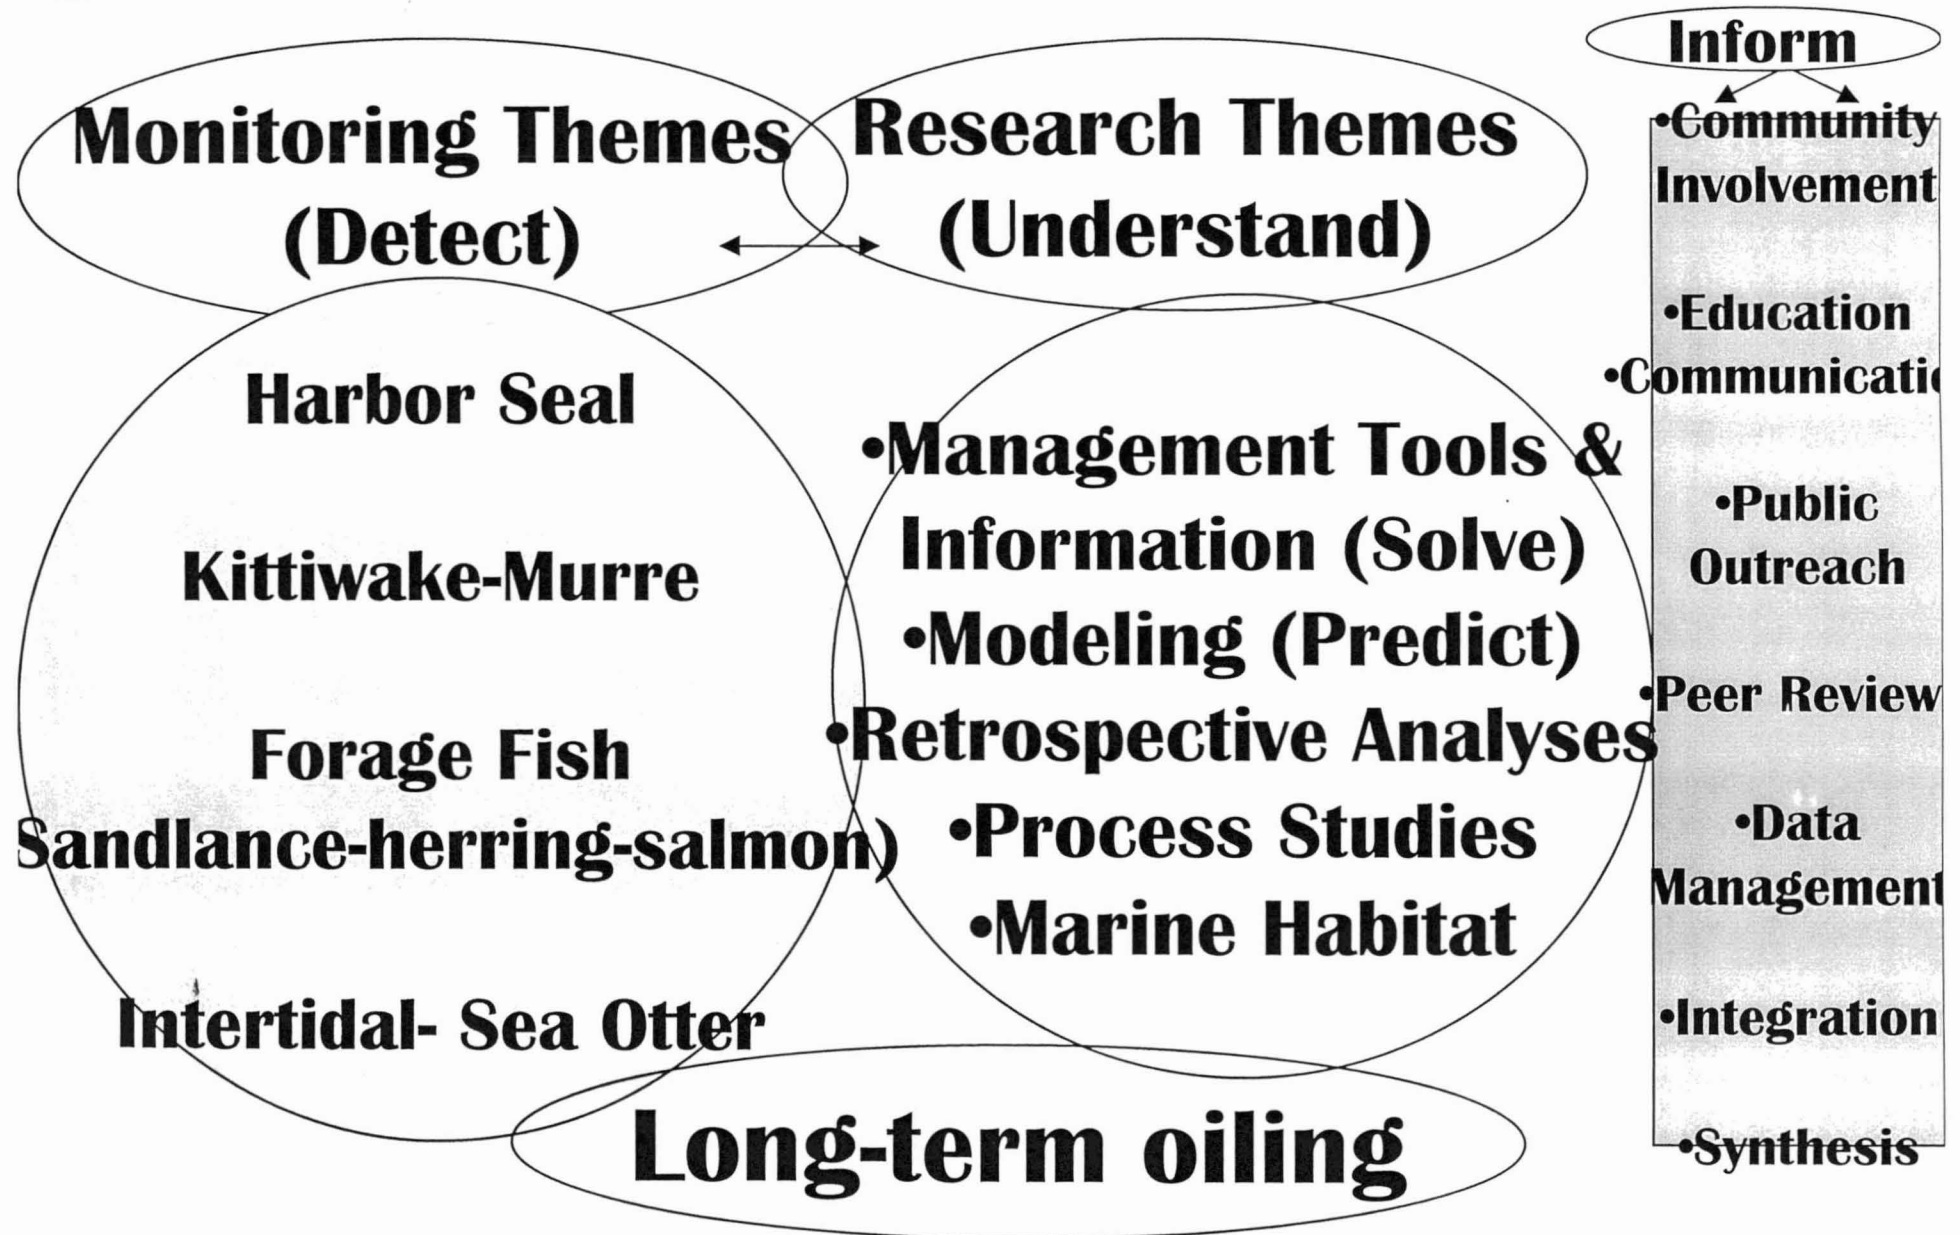 Monitoring Themes
(Detect)
Harbor Seal
Kittiwake-Murre
Forage Fish
Sandlance-herring-salmon)
Intertidal- Sea Otter
Research Themes
(Understand)
•Management Tools &
Information (Solve)
•Modeling (Predict)
•Retrospective Analyses
•Process Studies
•Marine Habitat
Long-term oiling
Inform
•Community
Involvement
•Education
•Communicatio
•Public
Outreach
•Peer Review
•Data
Management
•Integration
•Synthesis